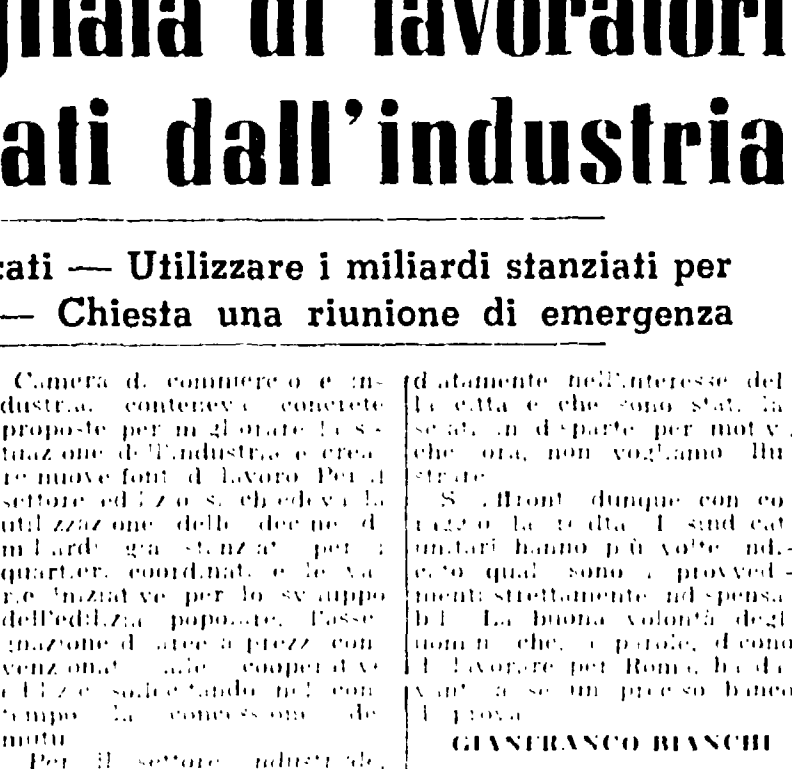 gliaia di lavoratori
ati dall'industria
cati — Utilizzare i miliardi stanziati per
— Chiesta una riunione di emergenza
Camera di commercio e in-
dustria, conteneva concrete
proposte per migliorare la si-
tuazione dell'industria e crea-
re nuove fonti di lavoro Per il
settore edilizio si chiedeva la
utilizzazione delle decine di
miliardi già stanziati per i
quartieri coordinati e le va-
rie iniziative per lo sviluppo
dell'edilizia popolare, l'asse-
gnazione di aree a prezzi con
venzionati alle cooperative
edilizie sollecitando nel con
tempo la concessione dei
mutui
Per il settore industriale,
diatamente nell'interesse del
la città e che sono stati la
sciati in disparte per motivi,
che ora, non vogliamo illu
strare
Si affronti dunque con co
raggio la realtà I sindacati
unitari hanno più volte indi-
cato quali sono i provvedi-
menti strettamente indispensa
bili La buona volontà degli
uomini che, a parole, dicono
di lavorare per Roma, ha da
vanti a sé un preciso banco
di prova
GIANFRANCO BIANCHI